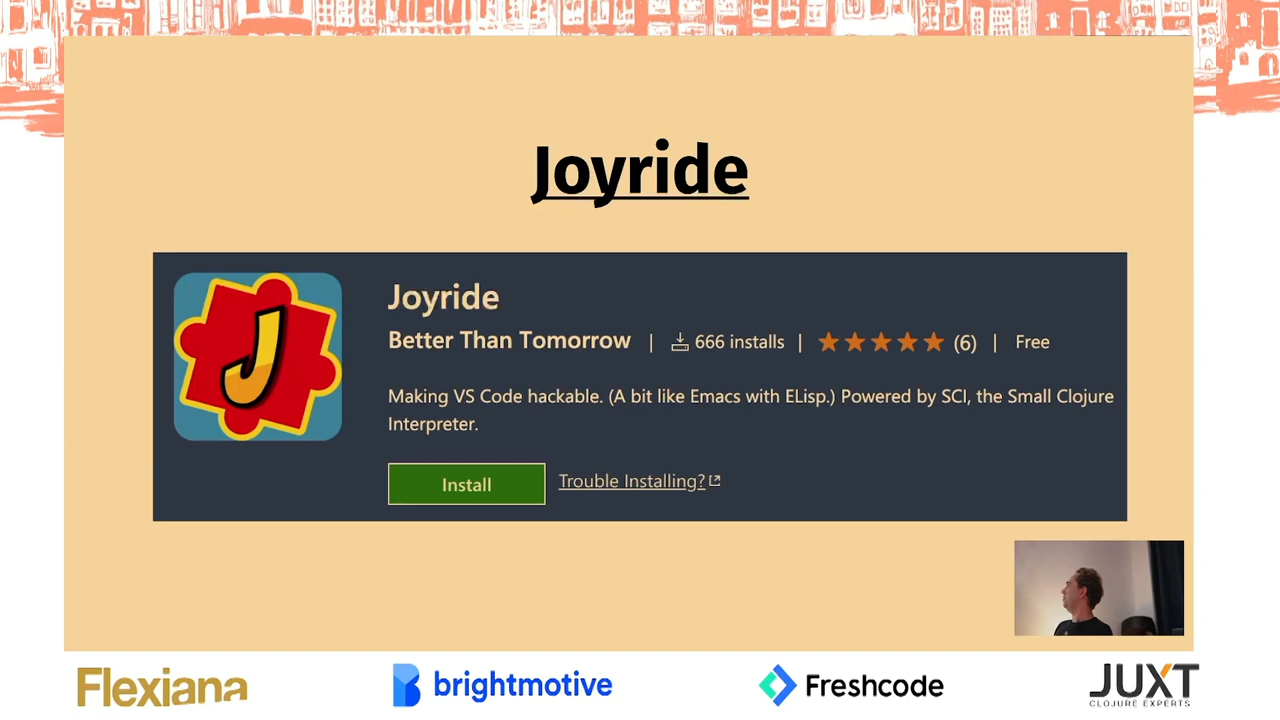 Joyride
J
Joyride
Better Than Tomorrow | 666 installs | (6) | Free
Making VS Code hackable. (A bit like Emacs with ELisp.) Powered by SCI, the Small Clojure
Interpreter.
Install Trouble Installing?
Flexiana brightmotive Freshcode JUXT
CLOJURE EXPERTS